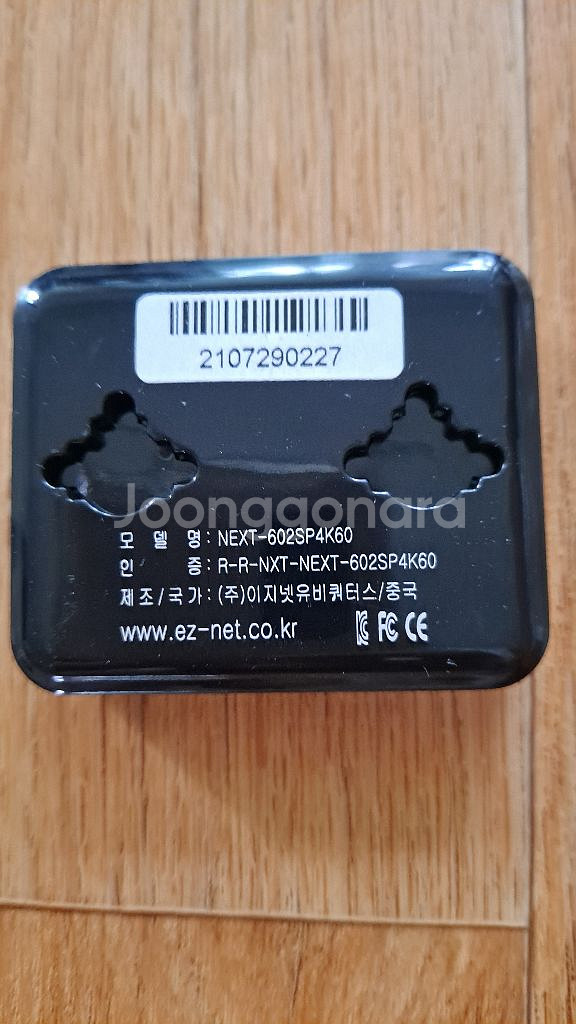 2107290227
Joonggonara
모 델 명 : NEXT-602SP4K60
인 증 : R-R-NXT-NEXT-602SP4K60
제 조 / 국 가 : (주)이지넷유비쿼터스/중국
www.ez-net.co.kr KC FC CE